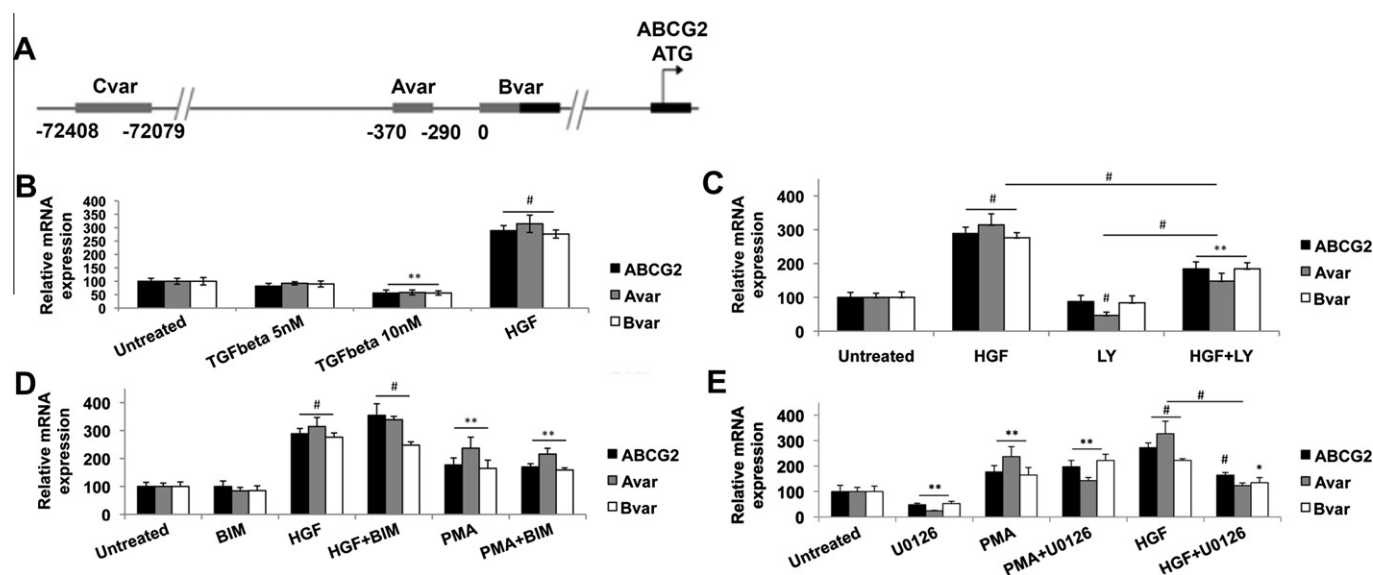 A
ABCG2
ATG
Cvar
Avar
Bvar
-72408
-72079
-370
-290
0
B
Relative mRNA
expression
400
350
300
250
200
150
100
50
0
**
#
Untreated
TGFbeta 5nM
TGFbeta 10nM
HGF
ABCG2
Avar
Bvar
C
Relative mRNA
expression
400
300
200
100
0
#
#
#
#
**
Untreated
HGF
LY
HGF+LY
ABCG2
Avar
Bvar
D
Relative mRNA
expression
400
300
200
100
0
#
#
**
**
Untreated
BIM
HGF
HGF+BIM
PMA
PMA+BIM
ABCG2
Avar
Bvar
E
Relative mRNA
expression
400
300
200
100
0
**
**
**
#
#
#
*
Untreated
U0126
PMA
PMA+U0126
HGF
HGF+U0126
ABCG2
Avar
Bvar